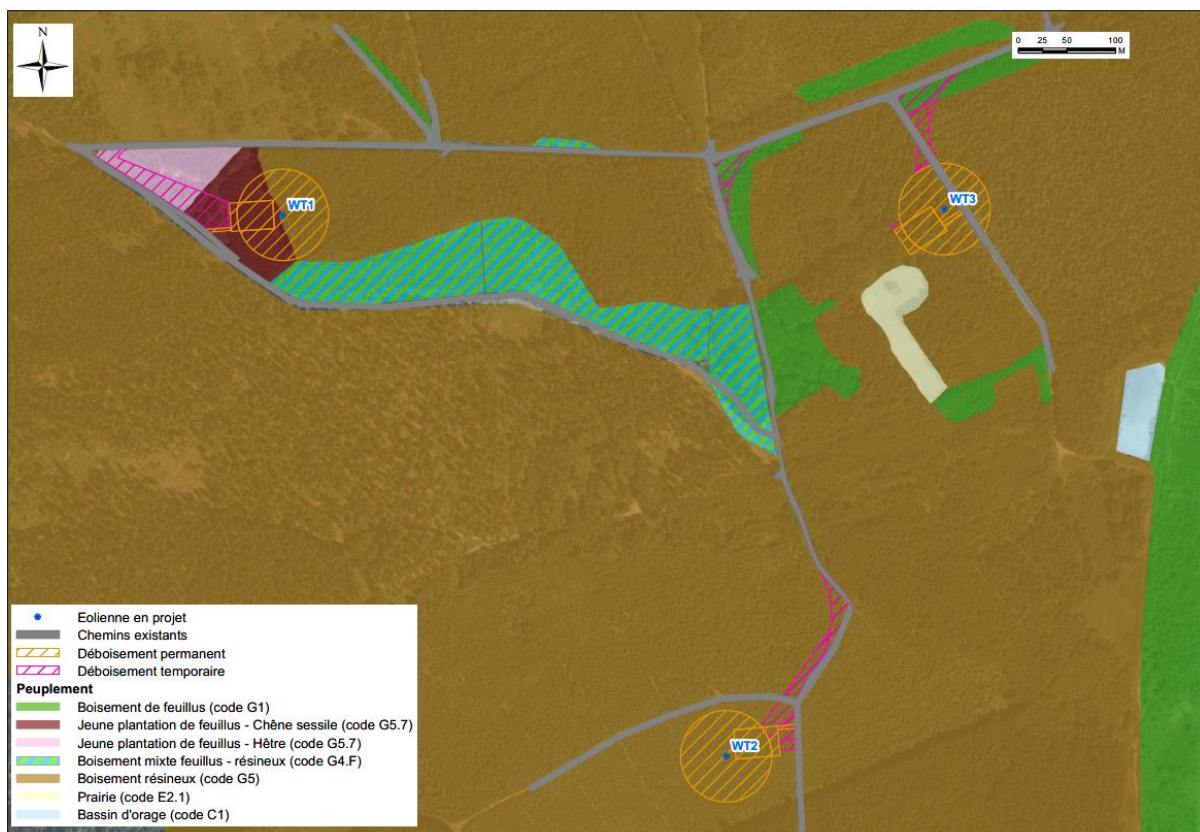 N
0 25 50 100
M
WT1
WT3
WT2
Eolienne en projet
Chemins existants
Déboisement permanent
Déboisement temporaire
Peuplement
Boisement de feuillus (code G1)
Jeune plantation de feuillus - Chêne sessile (code G5.7)
Jeune plantation de feuillus - Hêtre (code G5.7)
Boisement mixte feuillus - résineux (code G4.F)
Boisement résineux (code G5)
Prairie (code E2.1)
Bassin d'orage (code C1)